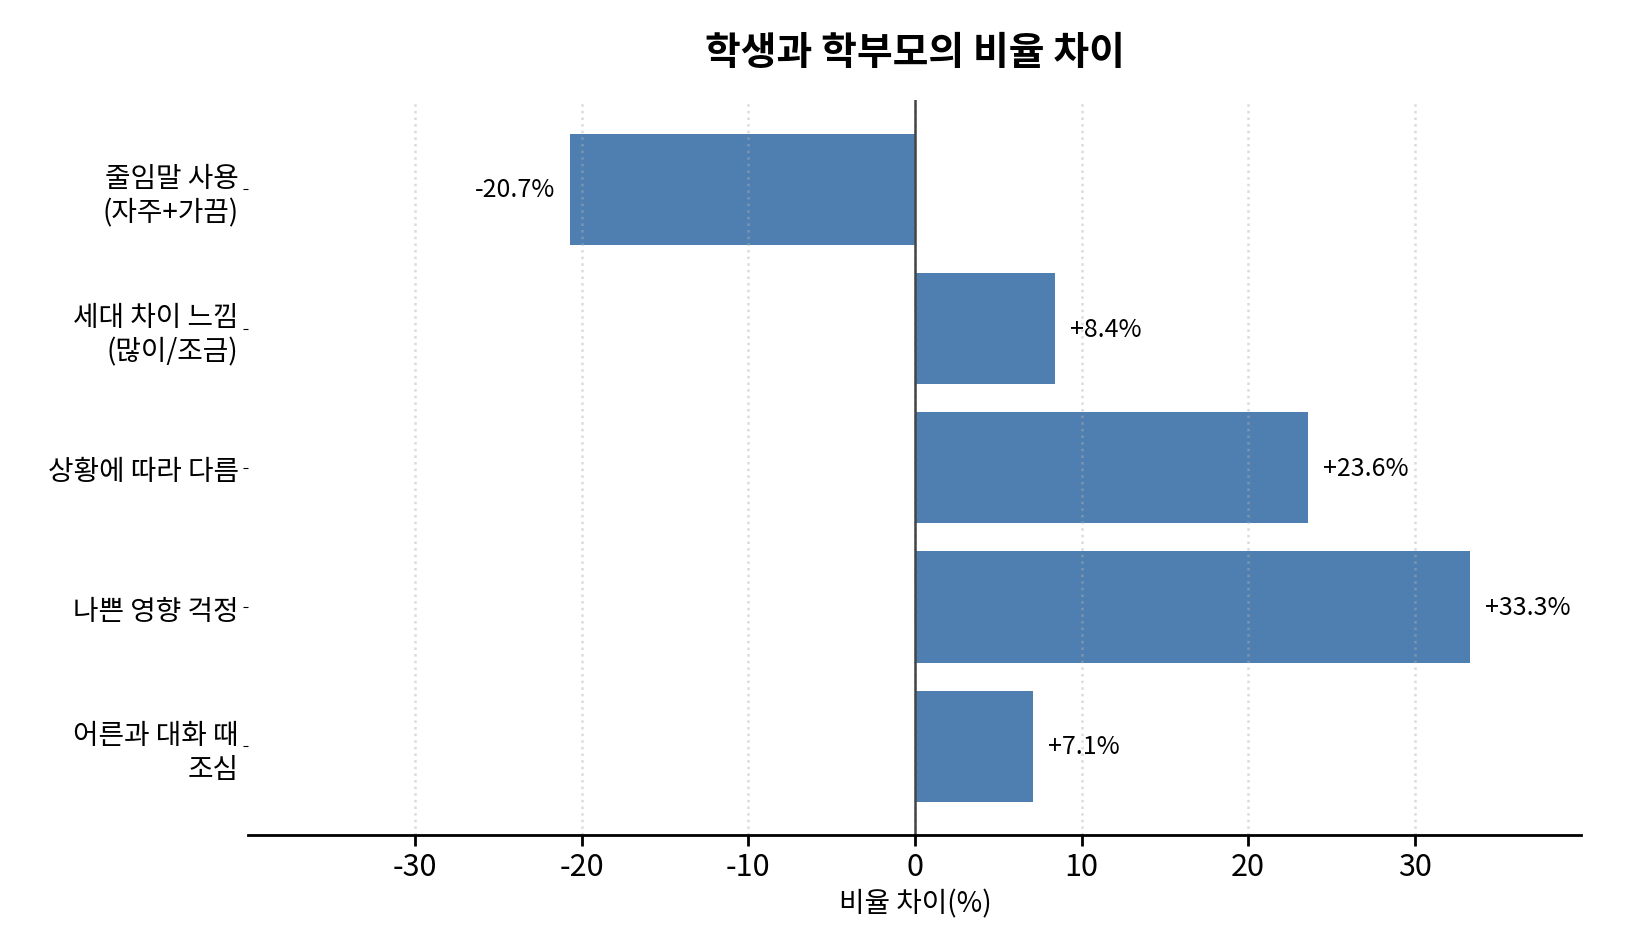 학생과 학부모의 비율 차이
줄임말 사용
(자주+가끔)
-20.7%
세대 차이 느낌
(많이/조금)
+8.4%
상황에 따라 다름
+23.6%
나쁜 영향 걱정
+33.3%
어른과 대화 때
조심
+7.1%
-30 -20 -10 0 10 20 30
비율 차이(%)